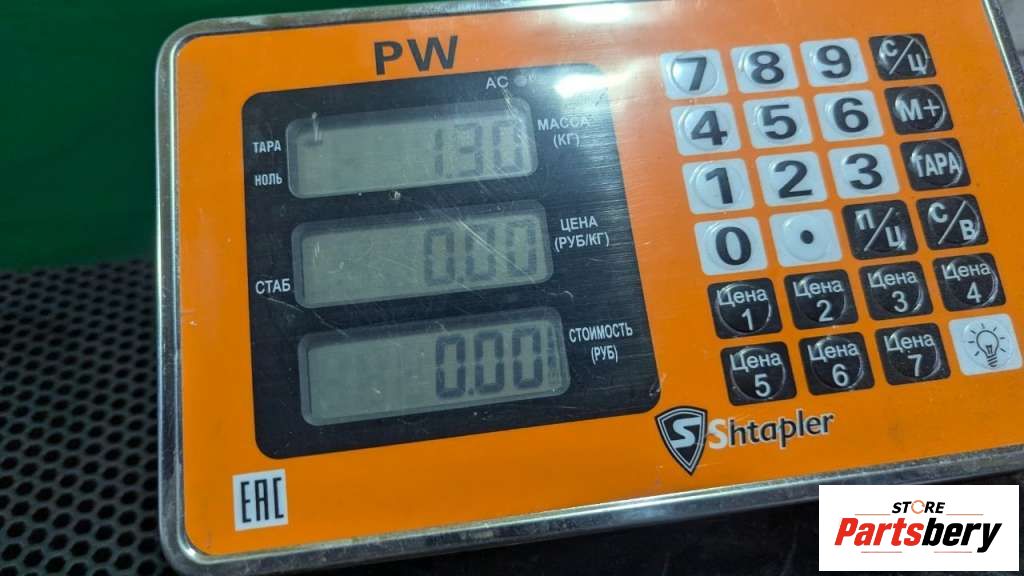 PW
AC
ТАРА
НОЛЬ
1.30
МАССА
(КГ)
СТАБ
0.00
ЦЕНА
(РУБ/КГ)
0.00
СТОИМОСТЬ
(РУБ)
7 8 9 С/Ц
4 5 6 М+
1 2 3 ТАРА
0 . П/Ц С/В
Цена 1 Цена 2 Цена 3 Цена 4
Цена 5 Цена 6 Цена 7
S Shtapler
EAC
STORE
Partsbery